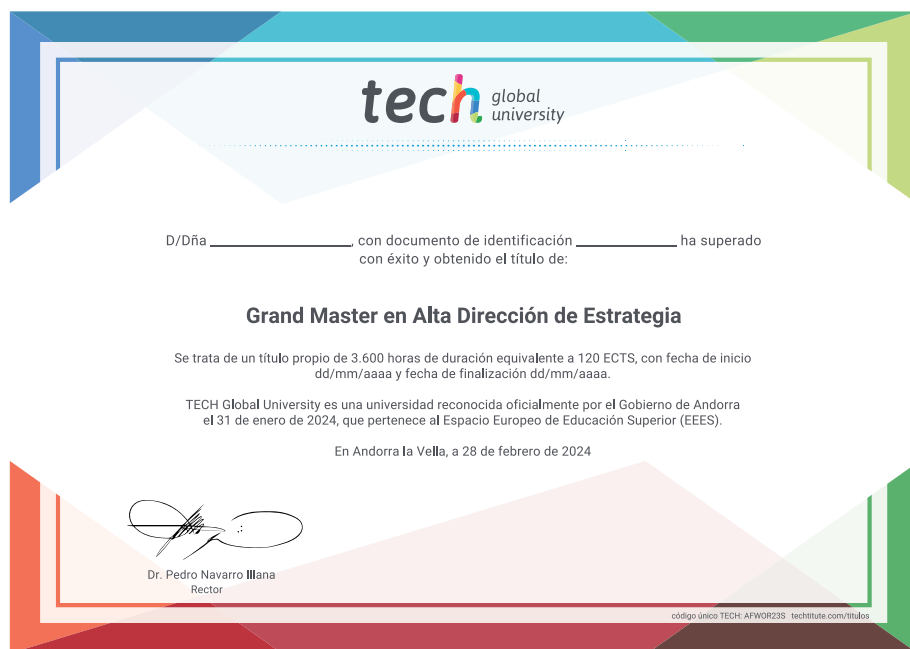 tech global
university
D/Dña ______________, con documento de identificación __________ ha superado
con éxito y obtenido el título de:
Grand Master en Alta Dirección de Estrategia
Se trata de un título propio de 3.600 horas de duración equivalente a 120 ECTS, con fecha de inicio
dd/mm/aaaa y fecha de finalización dd/mm/aaaa.
TECH Global University es una universidad reconocida oficialmente por el Gobierno de Andorra
el 31 de enero de 2024, que pertenece al Espacio Europeo de Educación Superior (EEES).
En Andorra la Vella, a 28 de febrero de 2024
Dr. Pedro Navarro Illana
Rector
código único TECH: AFWOR23S techtitute.com/titulos